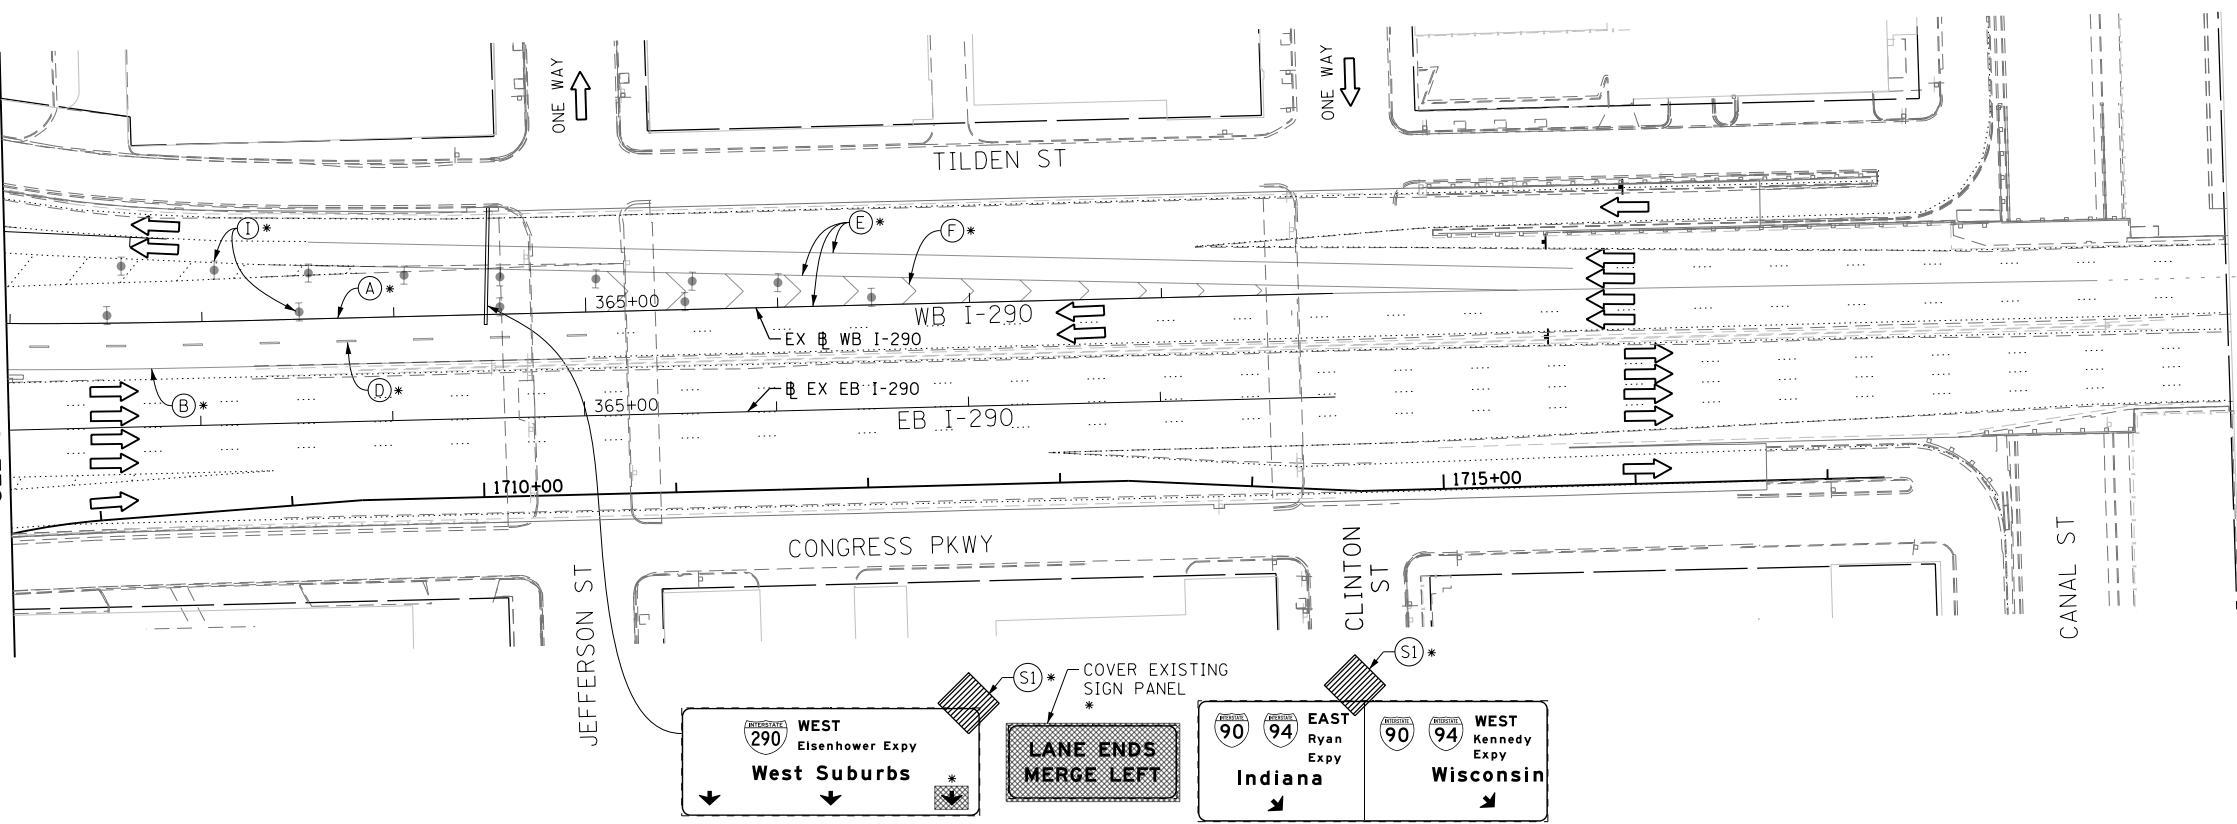 ONE WAY
ONE WAY
TILDEN ST
I *
E *
F *
A *
365+00
WB I-290
EX B WB I-290
D *
B *
B EX EB I-290
365+00
EB I-290
1710+00
1715+00
CONGRESS PKWY
JEFFERSON ST
CLINTON
ST
CANAL ST
S1 *
COVER EXISTING
SIGN PANEL
*
S1 *
INTERSTATE
290
WEST
Eisenhower Expy
West Suburbs
*
LANE ENDS
MERGE LEFT
INTERSTATE
90
INTERSTATE
94
EAST
Ryan
Expy
Indiana
INTERSTATE
90
INTERSTATE
94
WEST
Kennedy
Expy
Wisconsin